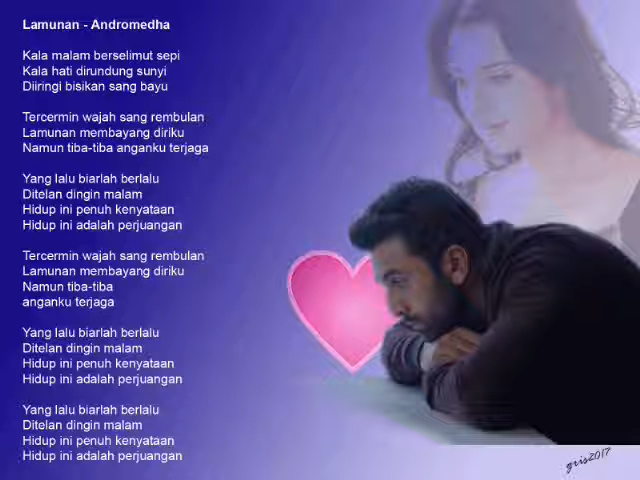 Lamunan - Andromedha
Kala malam berselimut sepi
Kala hati dirundung sunyi
Diiringi bisikan sang bayu
Tercermin wajah sang rembulan
Lamunan membayang diriku
Namun tiba-tiba anganku terjaga
Yang lalu biarlah berlalu
Ditelan dingin malam
Hidup ini penuh kenyataan
Hidup ini adalah perjuangan
Tercermin wajah sang rembulan
Lamunan membayang diriku
Namun tiba-tiba
anganku terjaga
Yang lalu biarlah berlalu
Ditelan dingin malam
Hidup ini penuh kenyataan
Hidup ini adalah perjuangan
Yang lalu biarlah berlalu
Ditelan dingin malam
Hidup ini penuh kenyataan
Hidup ini adalah perjuangan
gris2017